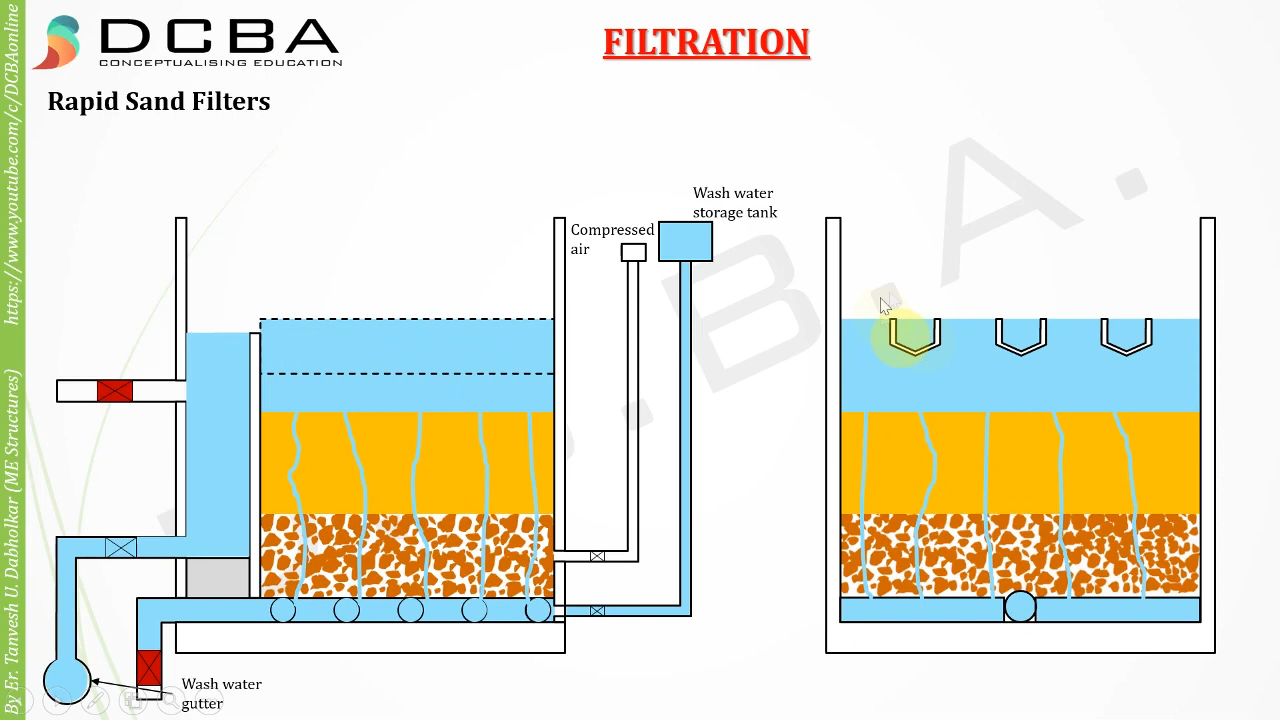 DCBA
CONCEPTUALISING EDUCATION
FILTRATION
Rapid Sand Filters
Wash water
storage tank
Compressed
air
Wash water
gutter
By Er. Tanvesh U. Dabholkar (ME Structures) https://www.youtube.com/c/DCBAonline
D.C.B.A.